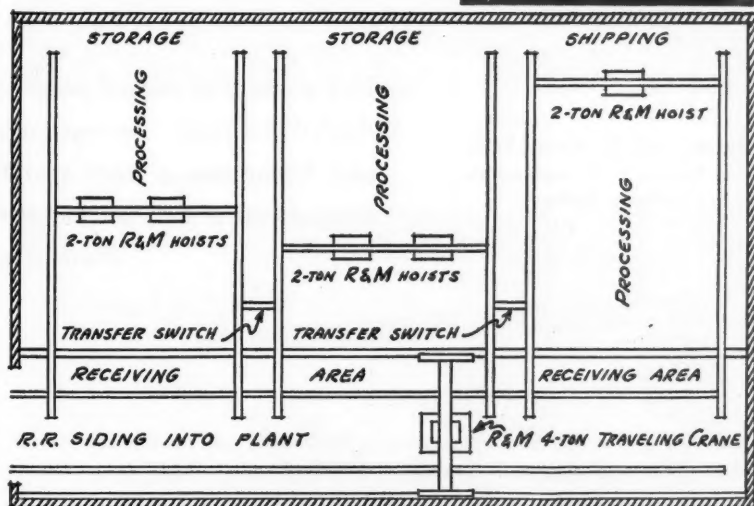 STORAGE
STORAGE
SHIPPING
PROCESSING
PROCESSING
2-TON R&M HOIST
2-TON R&M HOISTS
2-TON R&M HOISTS
PROCESSING
TRANSFER SWITCH
TRANSFER SWITCH
RECEIVING AREA
RECEIVING AREA
R.R. SIDING INTO PLANT
R&M 4-TON TRAVELING CRANE